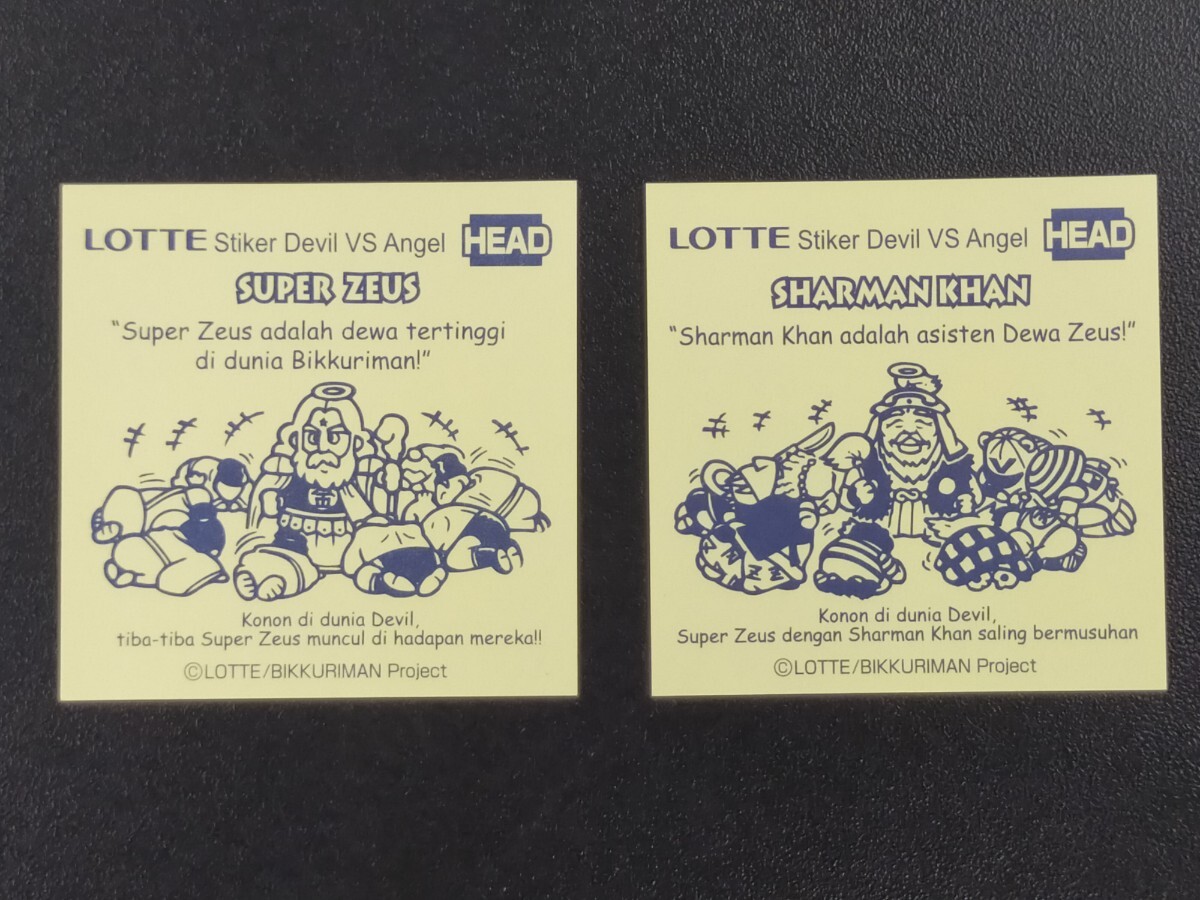 LOTTE Stiker Devil VS Angel HEAD
SUPER ZEUS
“Super Zeus adalah dewa tertinggi
di dunia Bikkuriman!”
Konon di dunia Devil,
tiba-tiba Super Zeus muncul di hadapan mereka!!
©LOTTE/BIKKURIMAN Project
LOTTE Stiker Devil VS Angel HEAD
SHARMAN KHAN
“Sharman Khan adalah asisten Dewa Zeus!”
Konon di dunia Devil,
Super Zeus dengan Sharman Khan saling bermusuhan
©LOTTE/BIKKURIMAN Project